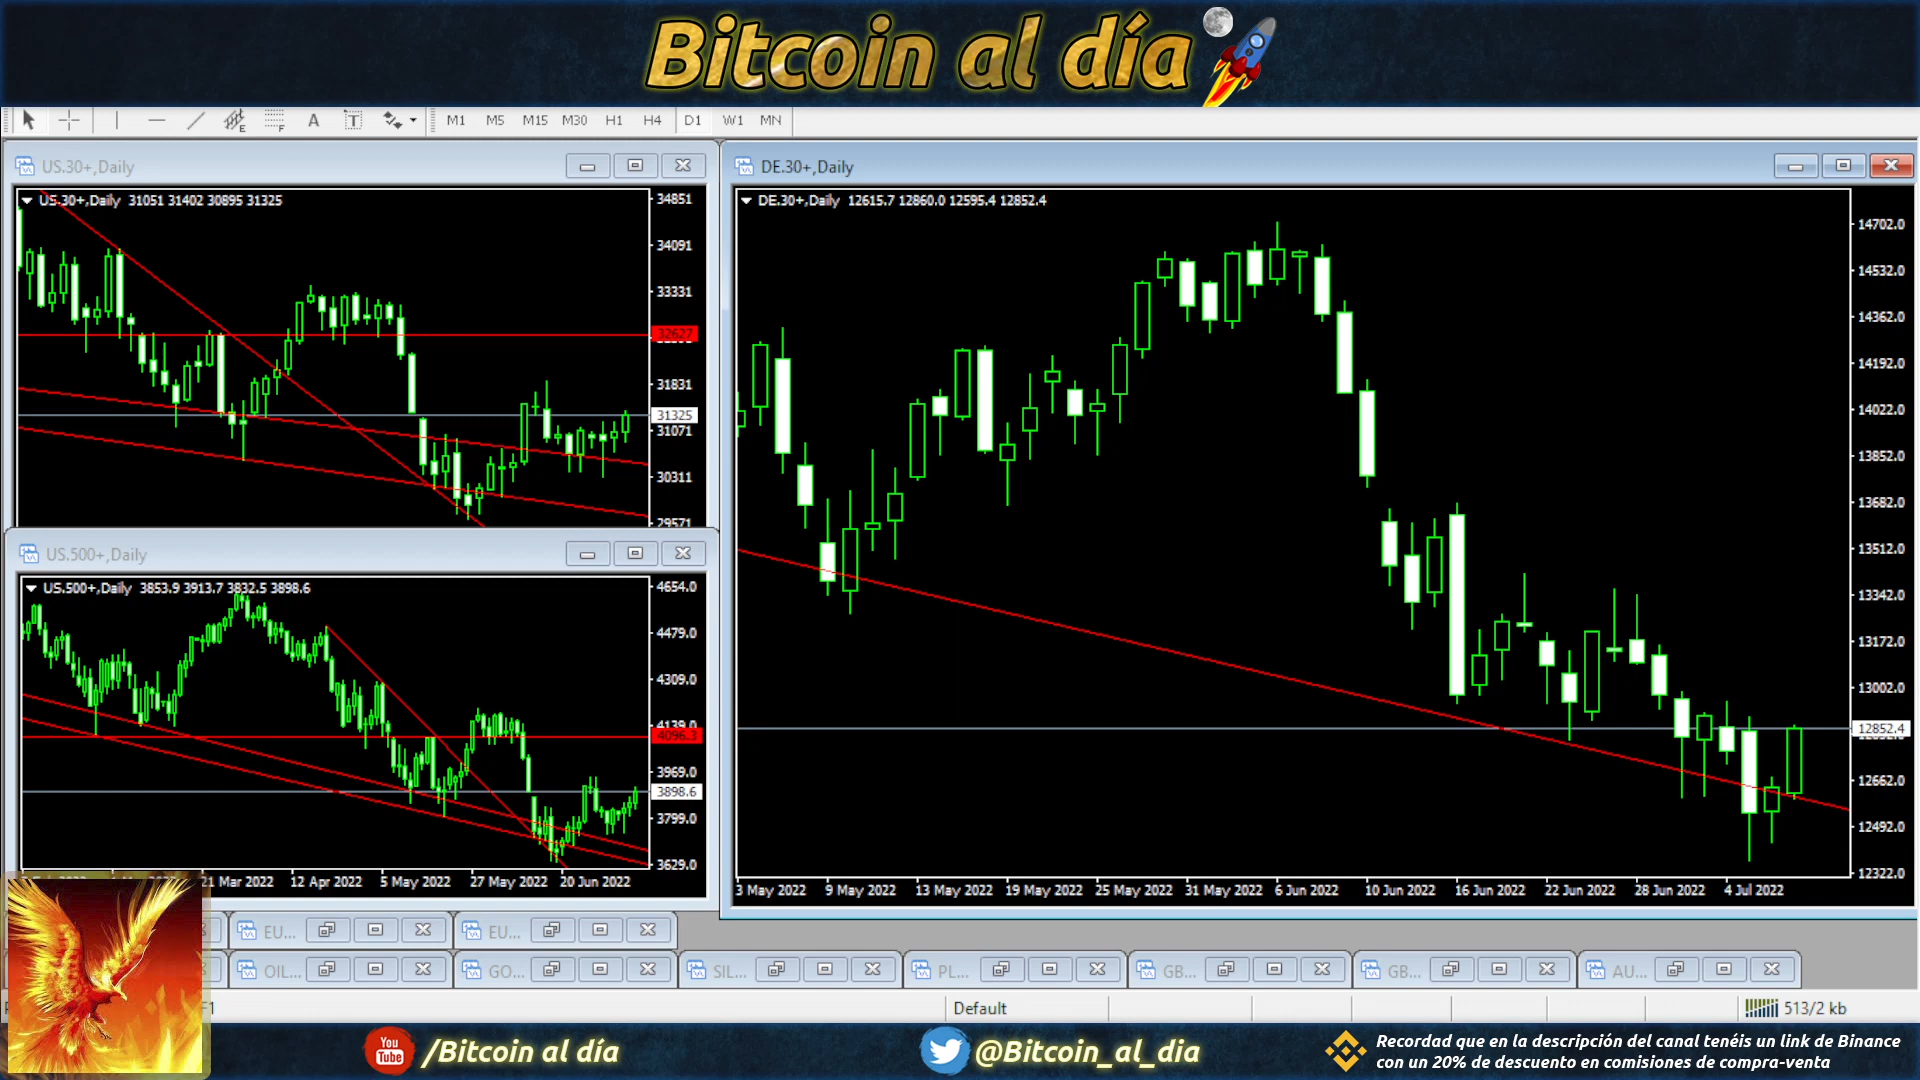 Bitcoin al día
E F A T M1 M5 M15 M30 H1 H4 D1 W1 MN
US.30+,Daily
US.30+,Daily 31051 31402 30895 31325
34851
34091
33331
32627
31831
31325
31071
30311
29571
US.500+,Daily
US.500+,Daily 3853.9 3913.7 3832.5 3898.6
4654.0
4479.0
4309.0
4139.0
4096.3
3969.0
3898.6
3799.0
3629.0
21 Mar 2022 12 Apr 2022 5 May 2022 27 May 2022 20 Jun 2022
DE.30+,Daily
DE.30+,Daily 12615.7 12860.0 12595.4 12852.4
14702.0
14532.0
14362.0
14192.0
14022.0
13852.0
13682.0
13512.0
13342.0
13172.0
13002.0
12852.4
12662.0
12492.0
12322.0
3 May 2022 9 May 2022 13 May 2022 19 May 2022 25 May 2022 31 May 2022 6 Jun 2022 10 Jun 2022 16 Jun 2022 22 Jun 2022 28 Jun 2022 4 Jul 2022
EU... EU...
OIL... GO... SIL... PL... GB... GB... AU...
Default 513/2 kb
You Tube /Bitcoin al día
@Bitcoin_al_dia
Recordad que en la descripción del canal tenéis un link de Binance
con un 20% de descuento en comisiones de compra-venta